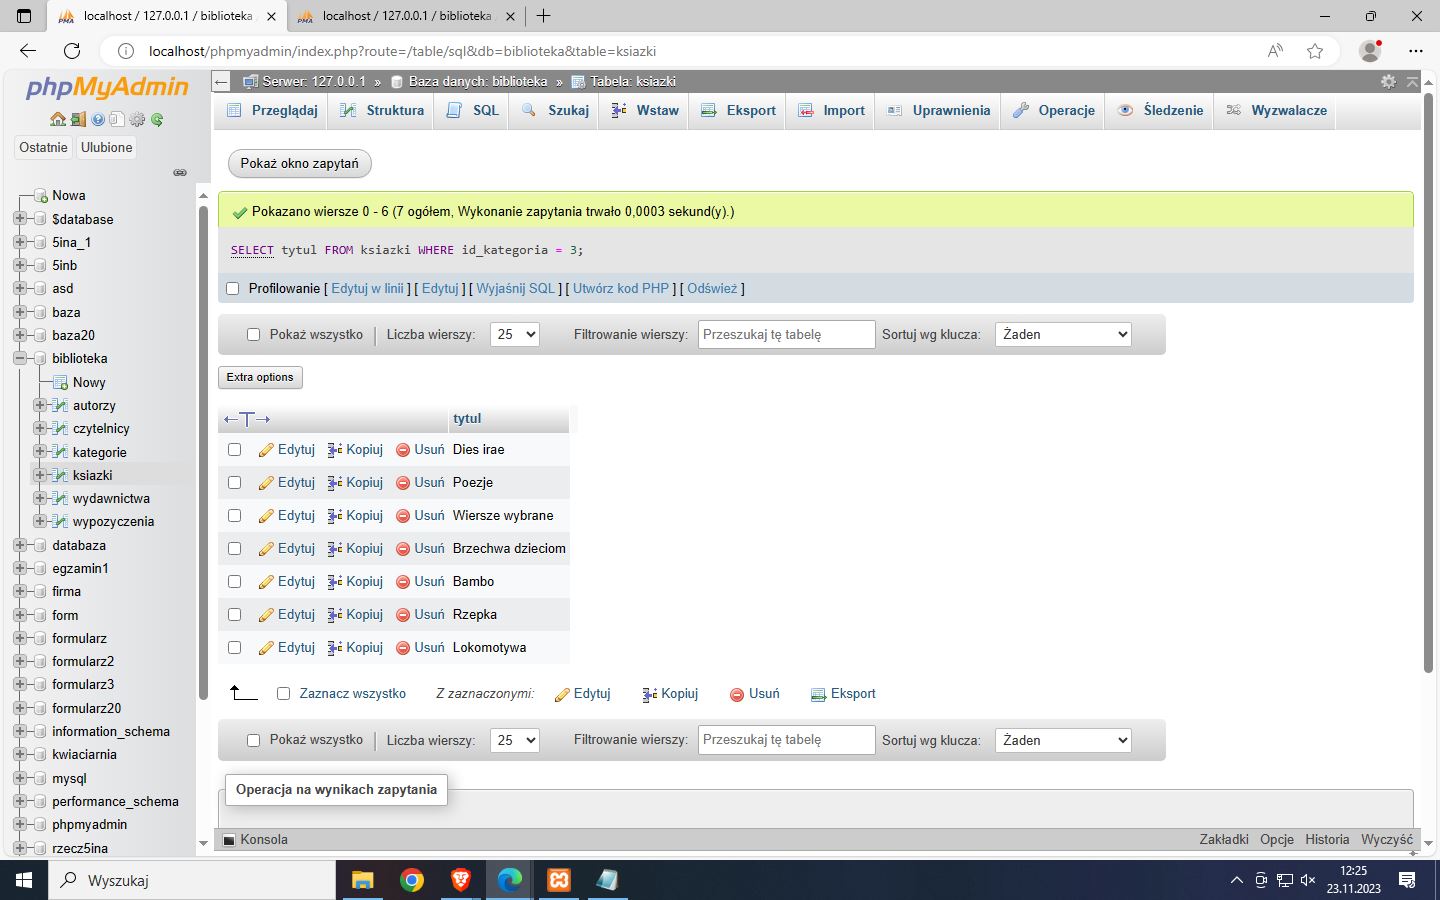 localhost / 127.0.0.1 / biblioteka
localhost / 127.0.0.1 / biblioteka
localhost/phpmyadmin/index.php?route=/table/sql&db=biblioteka&table=ksiazki
phpMyAdmin
Ostatnie Ulubione
Nowa
$database
5ina_1
5inb
asd
baza
baza20
biblioteka
Nowy
autorzy
czytelnicy
kategorie
ksiazki
wydawnictwa
wypozyczenia
databaza
egzamin1
firma
form
formularz
formularz2
formularz3
formularz20
information_schema
kwiaciarnia
mysql
performance_schema
phpmyadmin
rzecz5ina
Serwer: 127.0.0.1 » Baza danych: biblioteka » Tabela: ksiazki
Przeglądaj Struktura SQL Szukaj Wstaw Eksport Import Uprawnienia Operacje Śledzenie Wyzwalacze
Pokaż okno zapytań
Pokazano wiersze 0 - 6 (7 ogółem, Wykonanie zapytania trwało 0,0003 sekund(y).)
SELECT tytul FROM ksiazki WHERE id_kategoria = 3;
Profilowanie [ Edytuj w linii ] [ Edytuj ] [ Wyjaśnij SQL ] [ Utwórz kod PHP ] [ Odśwież ]
Pokaż wszystko Liczba wierszy: 25 Filtrowanie wierszy: Przeszukaj tę tabelę Sortuj wg klucza: Żaden
Extra options
←T→ tytul
Edytuj Kopiuj Usuń Dies irae
Edytuj Kopiuj Usuń Poezje
Edytuj Kopiuj Usuń Wiersze wybrane
Edytuj Kopiuj Usuń Brzechwa dzieciom
Edytuj Kopiuj Usuń Bambo
Edytuj Kopiuj Usuń Rzepka
Edytuj Kopiuj Usuń Lokomotywa
Zaznacz wszystko Z zaznaczonymi: Edytuj Kopiuj Usuń Eksport
Pokaż wszystko Liczba wierszy: 25 Filtrowanie wierszy: Przeszukaj tę tabelę Sortuj wg klucza: Żaden
Operacja na wynikach zapytania
Konsola Zakładki Opcje Historia Wyczyść
Wyszukaj
12:25
23.11.2023